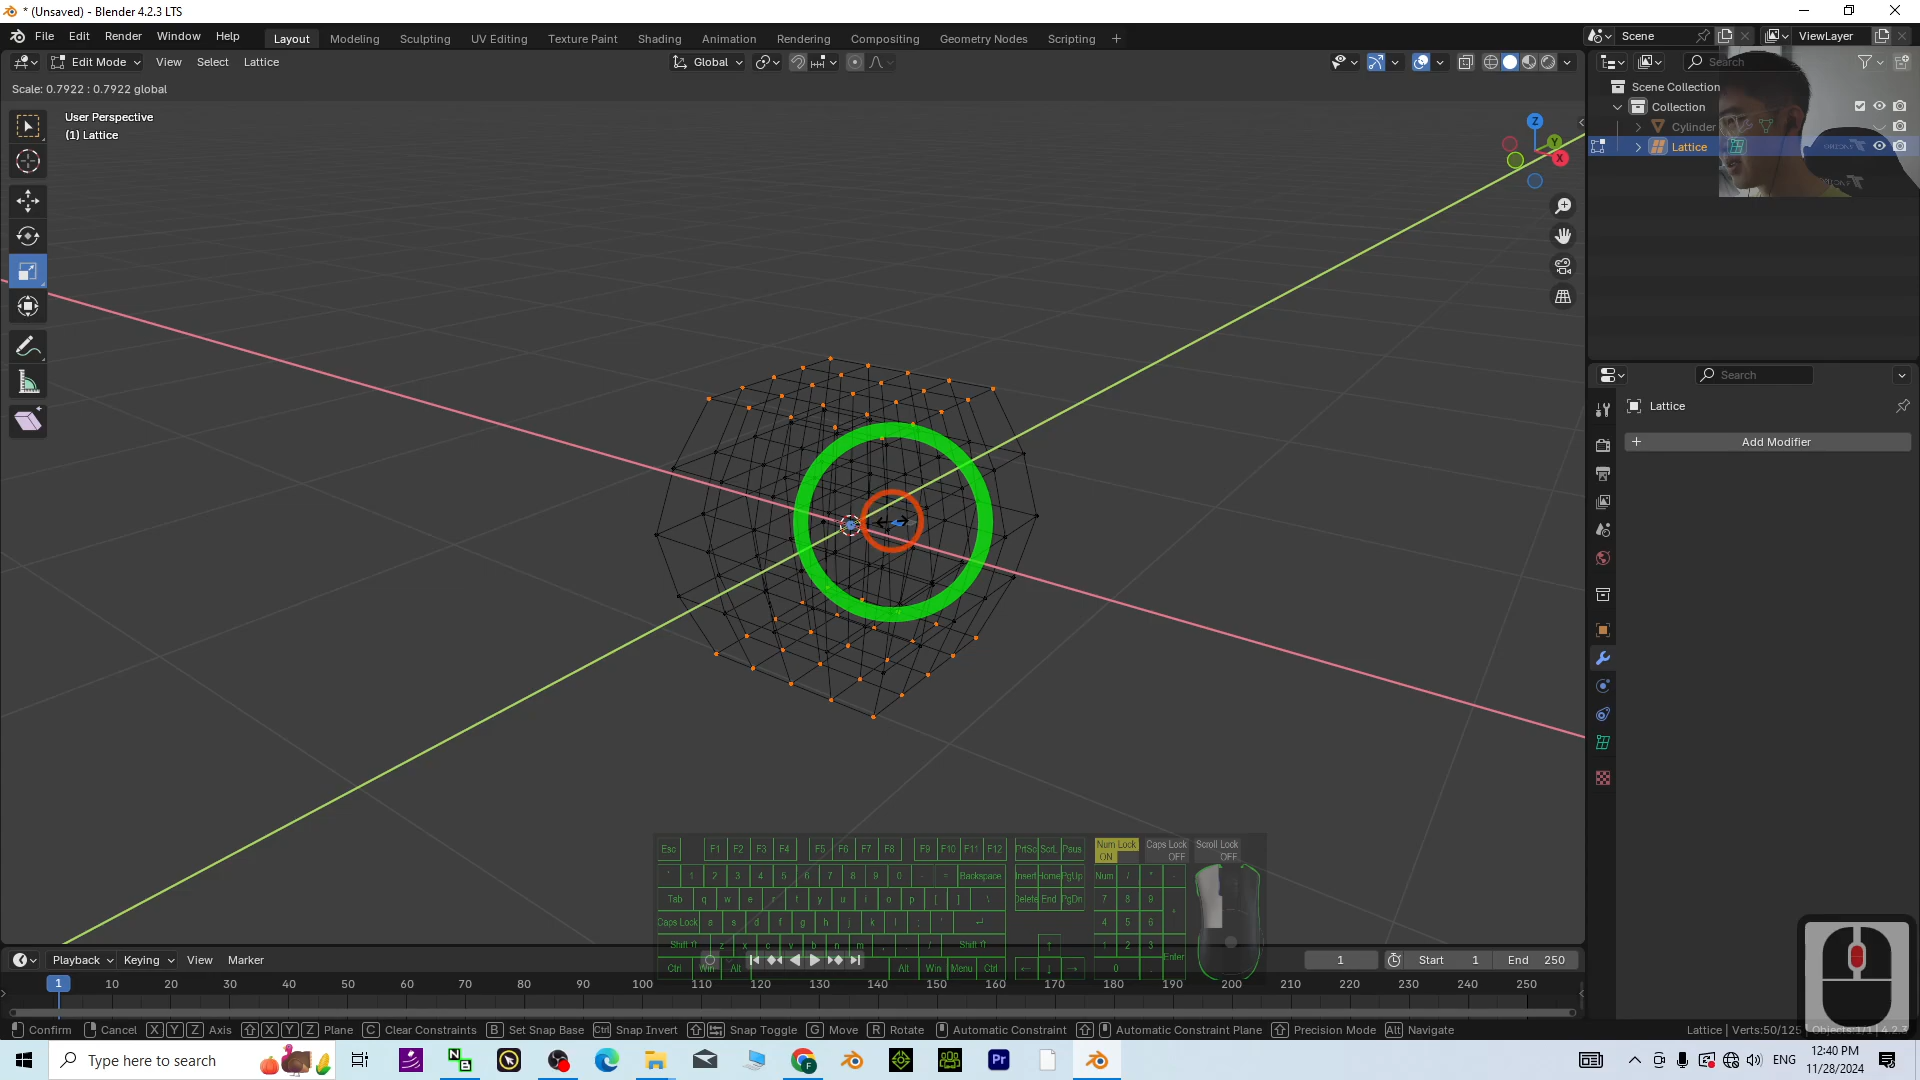 * (Unsaved) - Blender 4.2.3 LTS
File Edit Render Window Help
Layout Modeling Sculpting UV Editing Texture Paint Shading Animation Rendering Compositing Geometry Nodes Scripting +
Scene
ViewLayer
Edit Mode View Select Lattice
Global
Search
Scale: 0.7922 : 0.7922 global
User Perspective
(1) Lattice
Z
Y
X
Scene Collection
Collection
Cylinder
Lattice
Search
Lattice
+ Add Modifier
Esc F1 F2 F3 F4 F5 F6 F7 F8 F9 F10 F11 F12 PrtSc ScrL Num Lock Caps Lock Scroll Lock
ON OFF OFF
` 1 2 3 4 5 6 7 8 9 0 - = Backspace Insert Home PgUp Num / * -
Tab q w e r t y u i o p [ ] \ Delete End PgDn 7 8 9 +
Caps Lock a s d f g h j k l ; ' 4 5 6
Shift z x c v b n m , . / Shift ↑ 1 2 3 Enter
Ctrl Win Alt Alt Win Menu Ctrl ← ↓ → 0 .
Playback Keying View Marker
1 Start 1 End 250
1 10 20 30 40 50 60 70 80 90 100 110 120 130 140 150 160 170 180 190 200 210 220 230 240 250
Confirm Cancel X Y Z Axis X Y Z Plane C Clear Constraints B Set Snap Base Ctrl Snap Invert Snap Toggle G Move R Rotate Automatic Constraint Automatic Constraint Plane Precision Mode Alt Navigate Lattice | Verts:50/125 | Objects:1/1 | 4.2.3
Type here to search
Pr
ENG
12:40 PM
11/28/2024